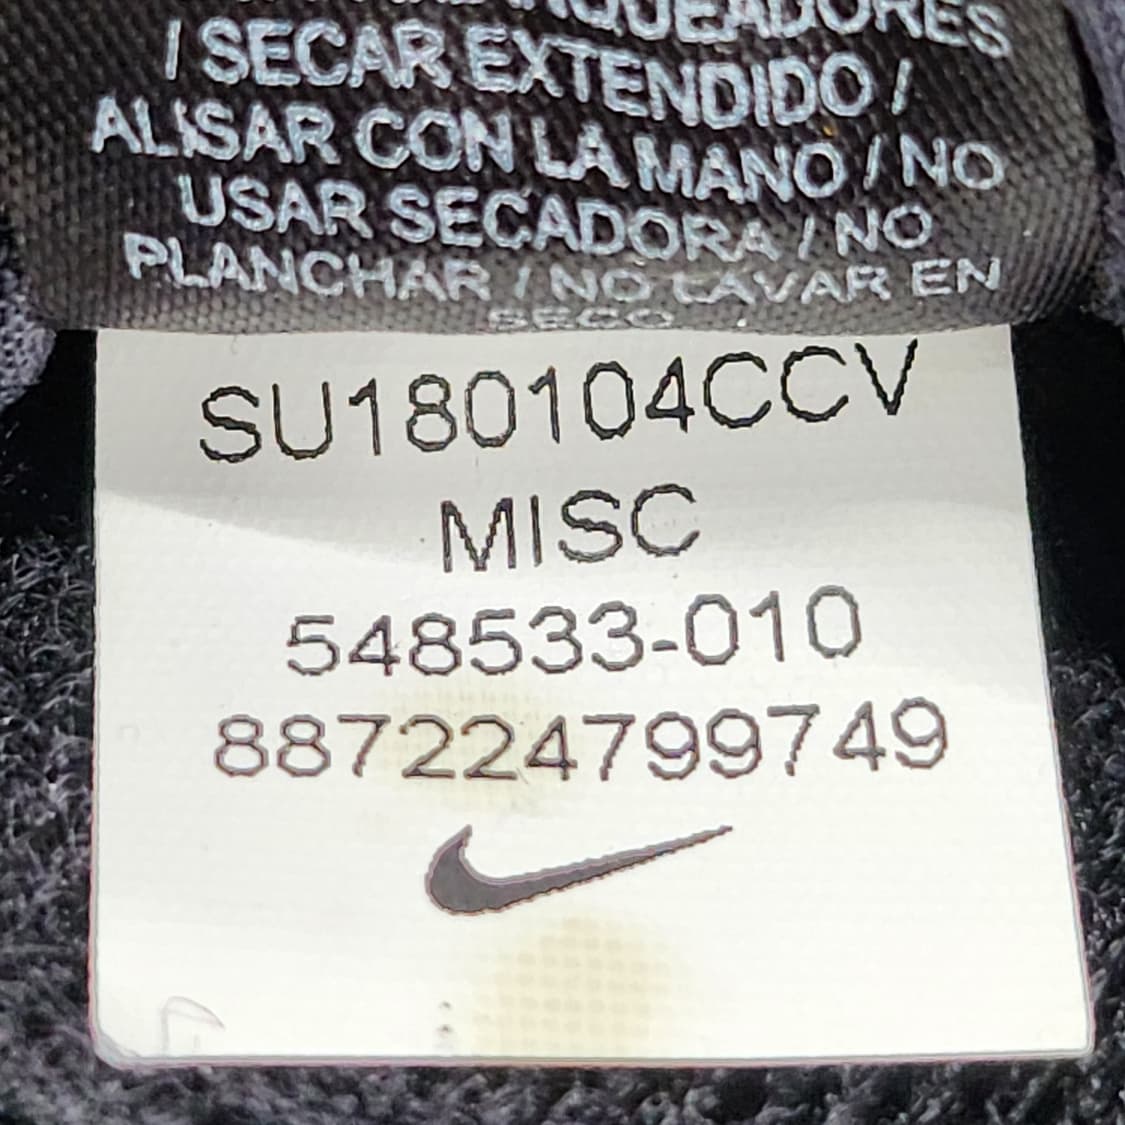 / SECAR EXTENDIDO /
ALISAR CON LA MANO / NO
USAR SECADORA / NO
PLANCHAR / NO LAVAR EN
SECO
SU180104CCV
MISC
548533-010
887224799749